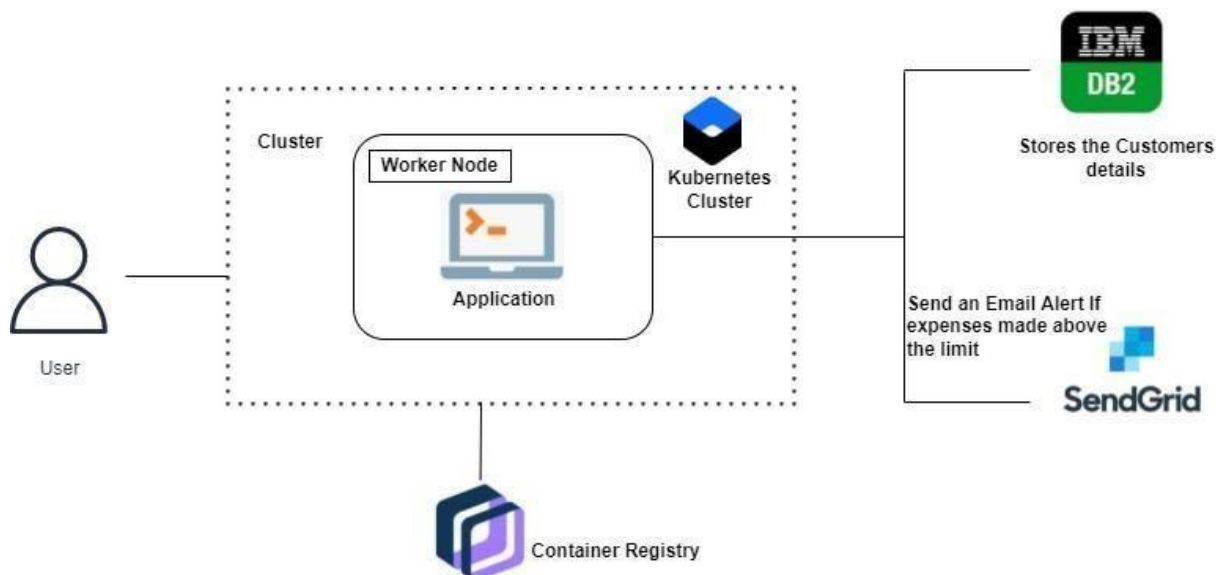 Cluster
Worker Node
Application
Kubernetes
Cluster
User
IBM
DB2
Stores the Customers
details
Send an Email Alert If
expenses made above
the limit
SendGrid
Container Registry